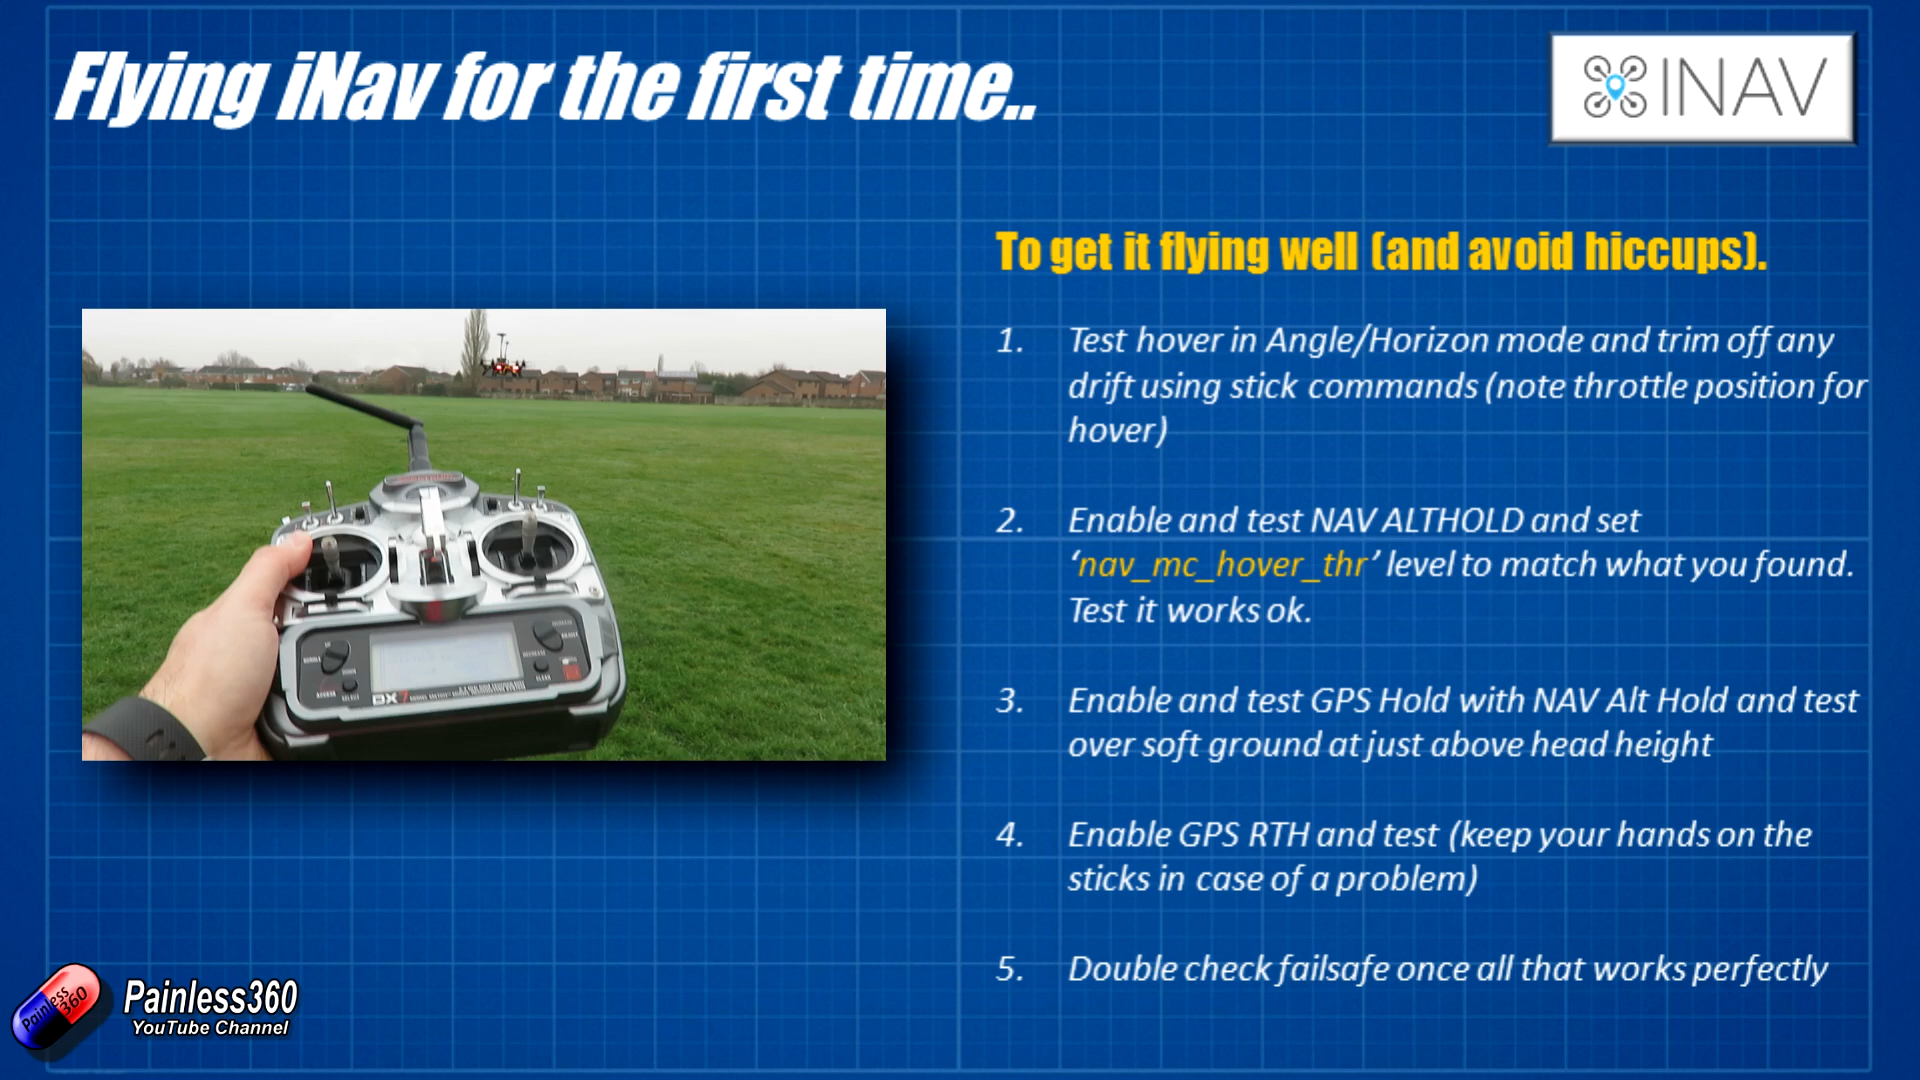 Flying iNav for the first time..
INAV
To get it flying well (and avoid hiccups).
1. Test hover in Angle/Horizon mode and trim off any
drift using stick commands (note throttle position for
hover)
2. Enable and test NAV ALTHOLD and set
‘nav_mc_hover_thr’ level to match what you found.
Test it works ok.
3. Enable and test GPS Hold with NAV Alt Hold and test
over soft ground at just above head height
4. Enable GPS RTH and test (keep your hands on the
sticks in case of a problem)
5. Double check failsafe once all that works perfectly
DX7
Painless
360
Painless360
YouTube Channel